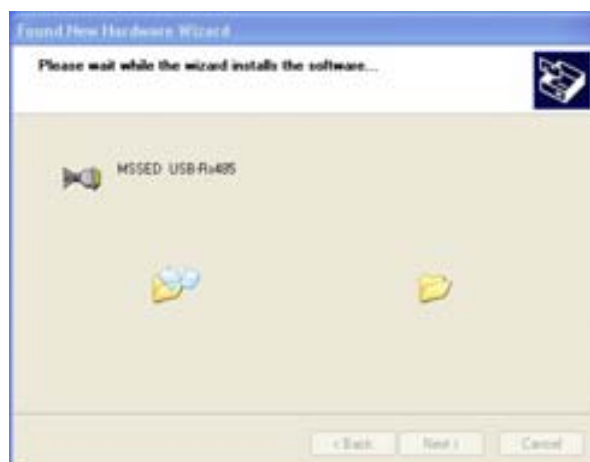 Found New Hardware Wizard
Please wait while the wizard installs the software...
MSSED USB-Rs485
< Back
Next >
Cancel